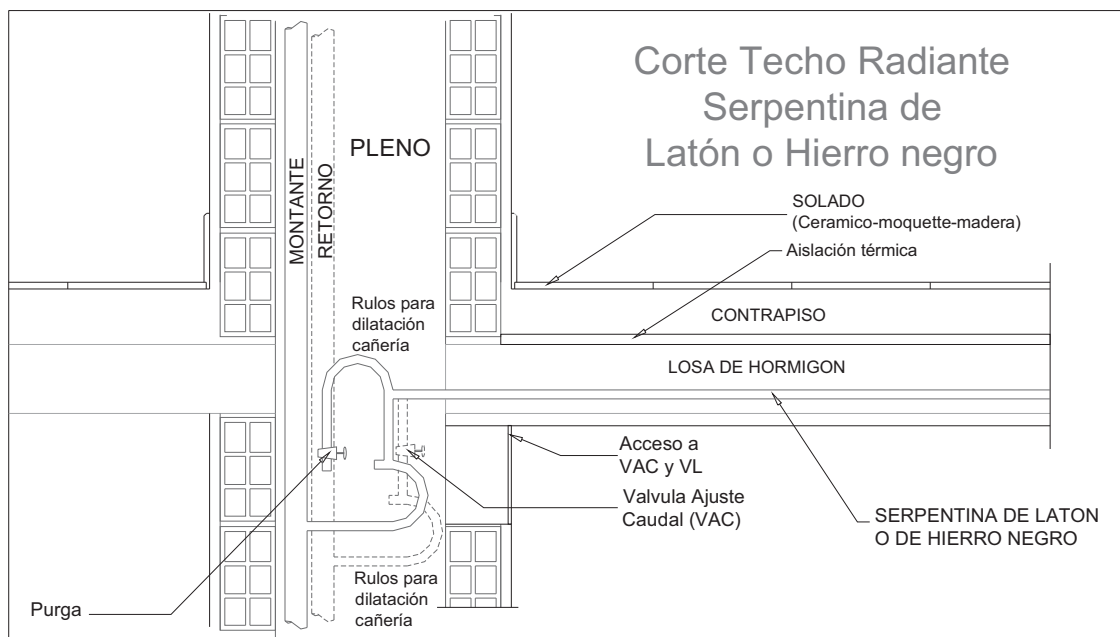 Corte Techo Radiante
Serpentina de
Latón o Hierro negro
PLENO
MONTANTE
RETORNO
SOLADO
(Ceramico-moquette-madera)
Aislación térmica
CONTRAPISO
Rulos para
dilatación
cañería
LOSA DE HORMIGON
Acceso a
VAC y VL
Valvula Ajuste
Caudal (VAC)
SERPENTINA DE LATON
O DE HIERRO NEGRO
Rulos para
dilatación
cañería
Purga